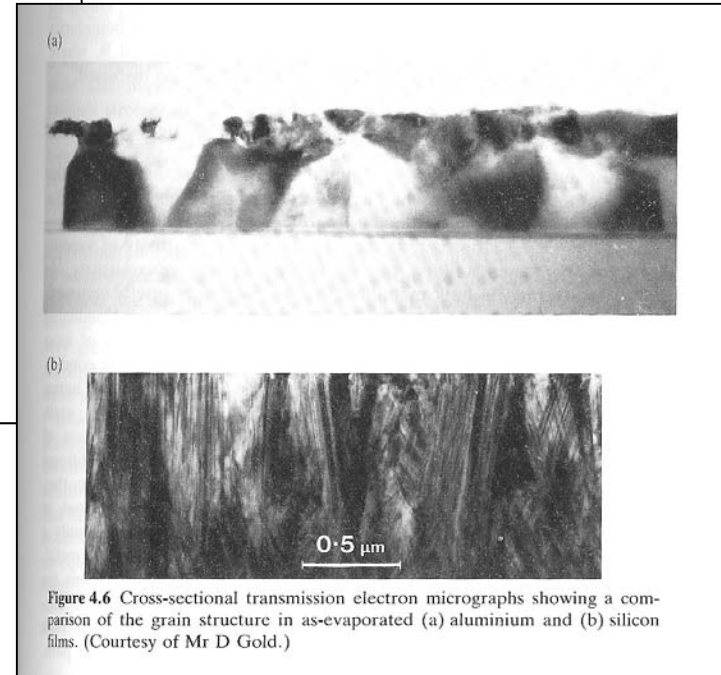 (a)
(b)
0·5 μm
Figure 4.6 Cross-sectional transmission electron micrographs showing a com-
parison of the grain structure in as-evaporated (a) aluminium and (b) silicon
films. (Courtesy of Mr D Gold.)